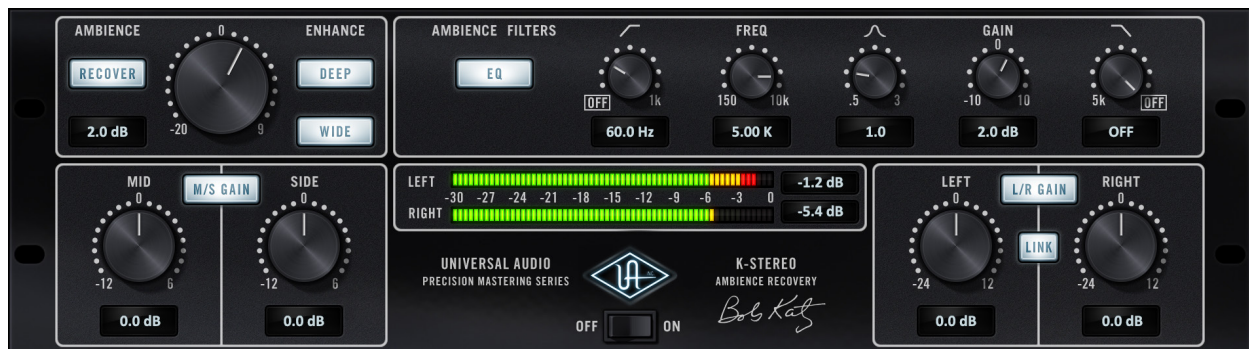 AMBIENCE
ENHANCE
0
RECOVER
DEEP
WIDE
-20
9
2.0 dB
AMBIENCE FILTERS
FREQ
GAIN
0
EQ
OFF
1k
150
10k
.5
3
-10
10
5k
OFF
60.0 Hz
5.00 K
1.0
2.0 dB
OFF
MID
M/S GAIN
SIDE
0
0
-12
6
-12
6
0.0 dB
0.0 dB
LEFT
-1.2 dB
-30 -27 -24 -21 -18 -15 -12 -9 -6 -3 0
RIGHT
-5.4 dB
UNIVERSAL AUDIO
PRECISION MASTERING SERIES
UA
K-STEREO
AMBIENCE RECOVERY
Bob Katz
OFF
ON
LEFT
L/R GAIN
RIGHT
0
0
LINK
-24
12
-24
12
0.0 dB
0.0 dB